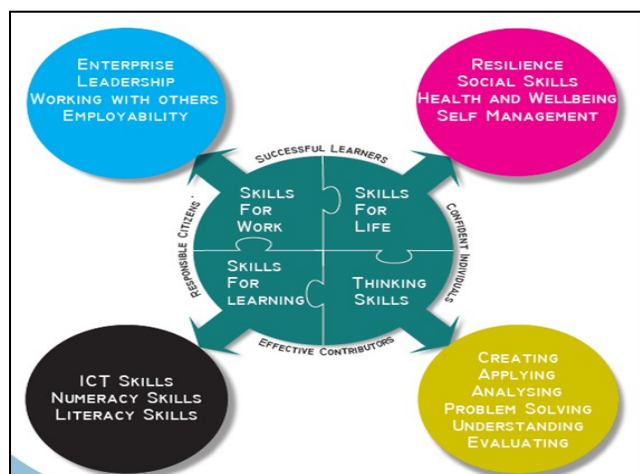 ENTERPRISE
LEADERSHIP
WORKING WITH OTHERS
EMPLOYABILITY
RESILIENCE
SOCIAL SKILLS
HEALTH AND WELLBEING
SELF MANAGEMENT
SUCCESSFUL LEARNERS
RESPONSIBLE CITIZENS '
CONFIDENT INDIVIDUALS
SKILLS
FOR
WORK
SKILLS
FOR
LIFE
SKILLS
FOR
LEARNING
THINKING
SKILLS
EFFECTIVE CONTRIBUTORS
ICT SKILLS
NUMERACY SKILLS
LITERACY SKILLS
CREATING
APPLYING
ANALYSING
PROBLEM SOLVING
UNDERSTANDING
EVALUATING